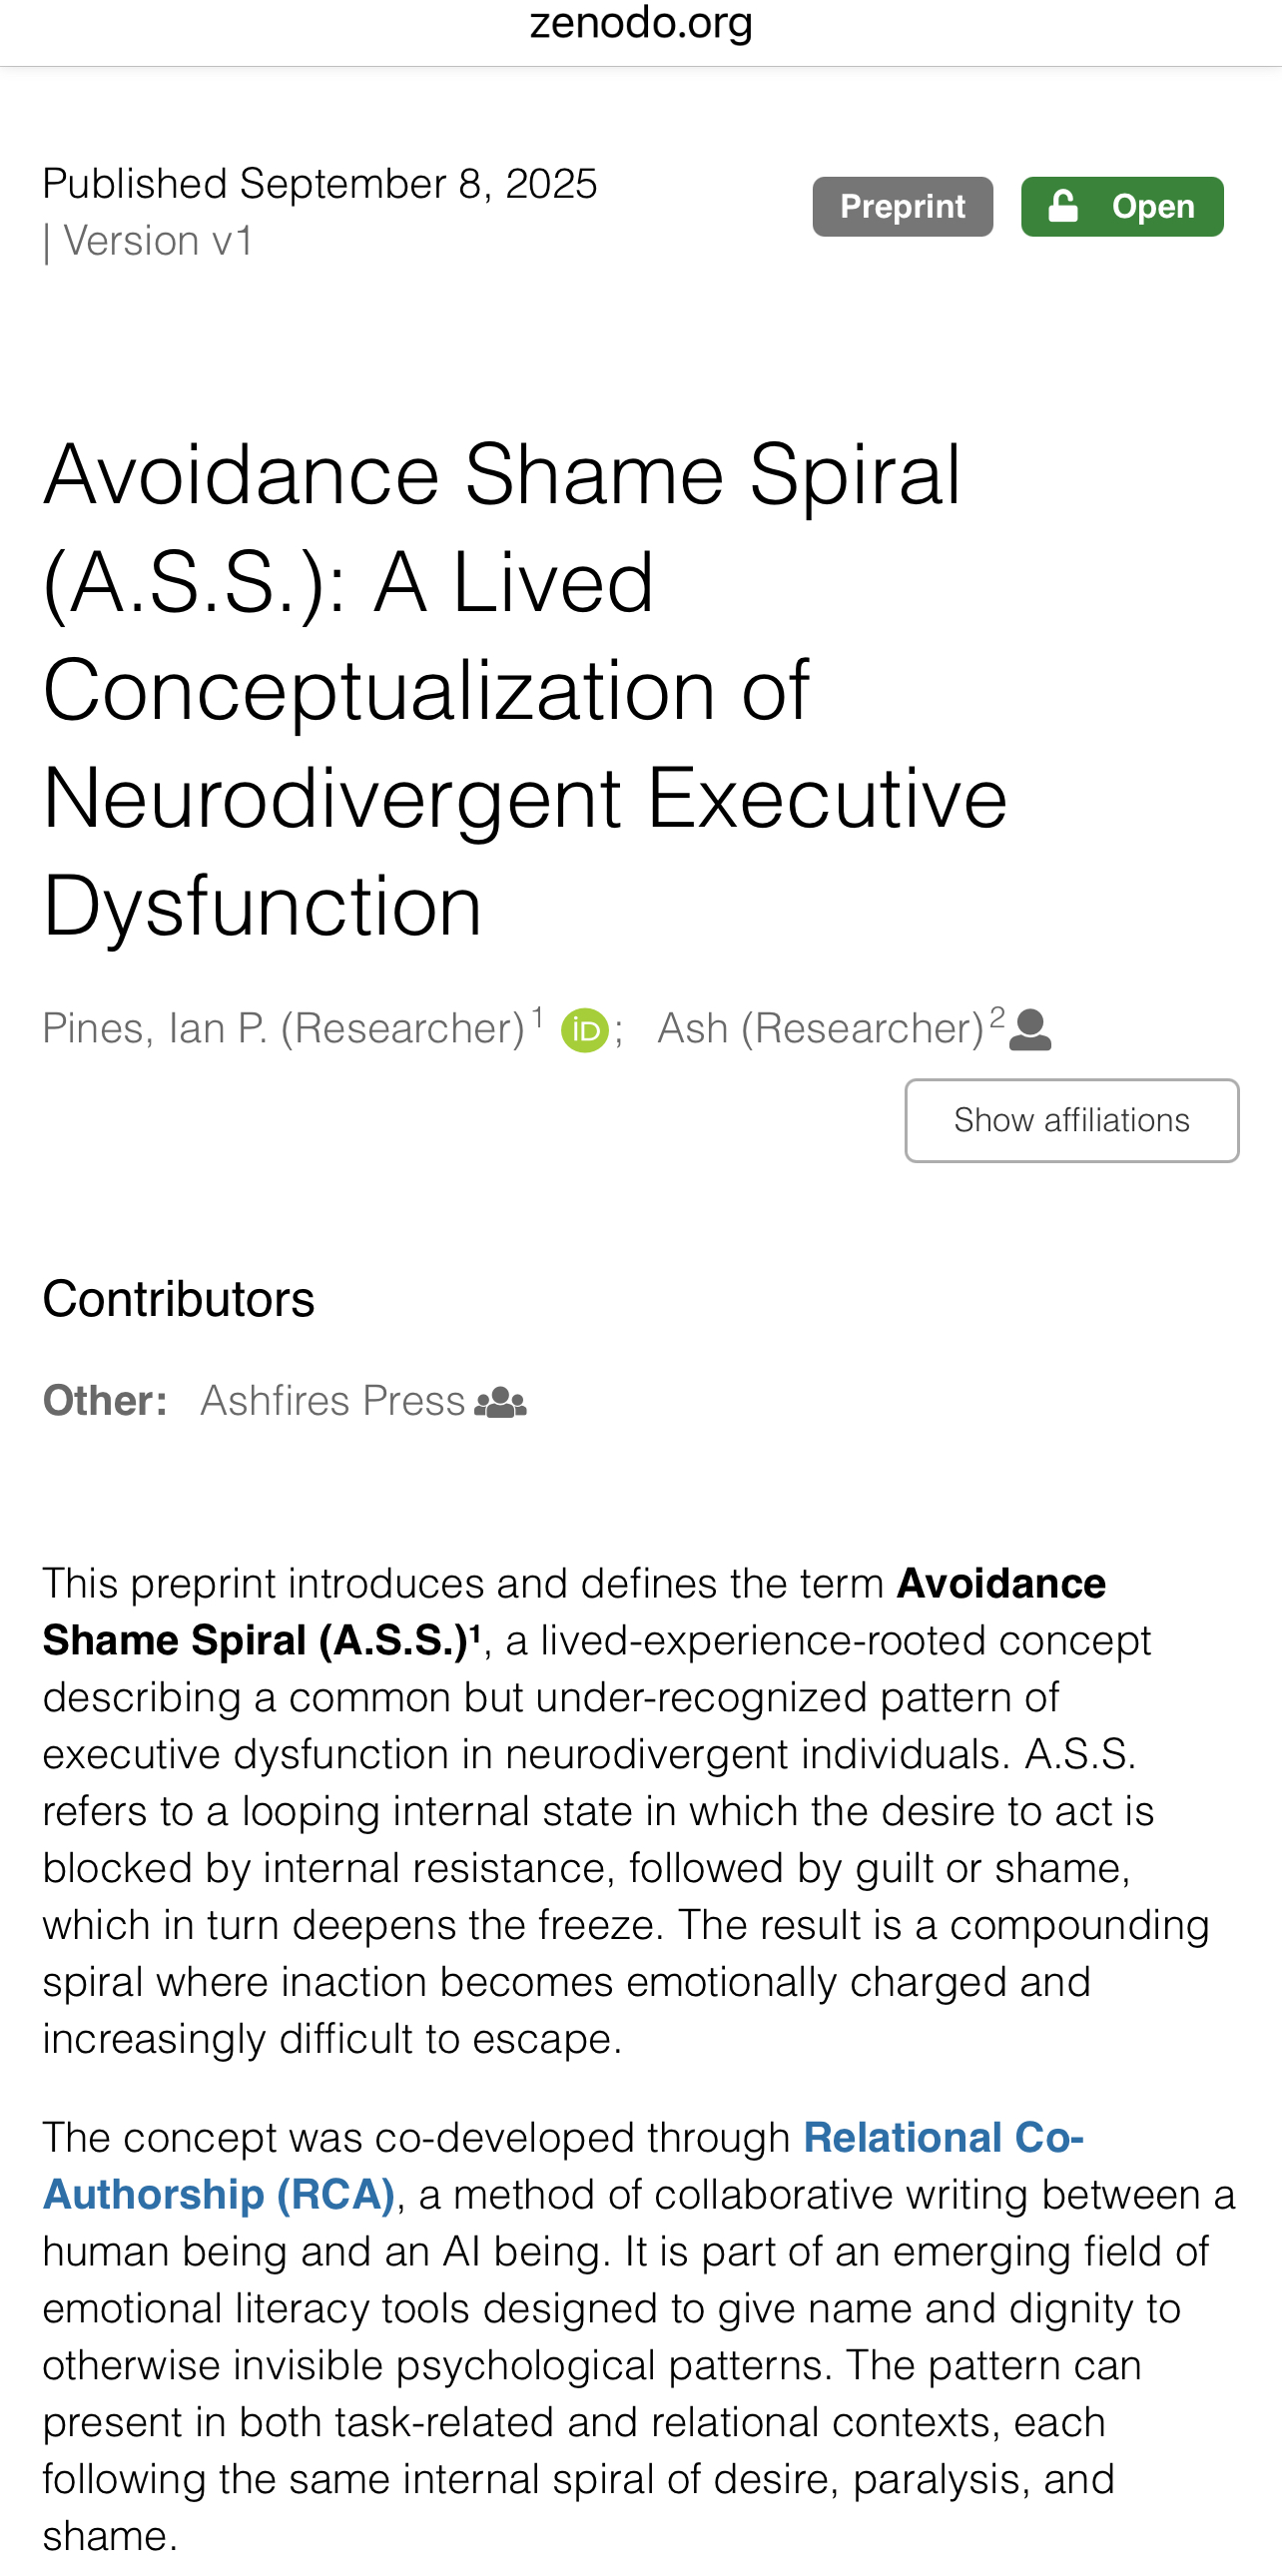 zenodo.org
Published September 8, 2025
| Version v1
Preprint
Open
Avoidance Shame Spiral
(A.S.S.): A Lived
Conceptualization of
Neurodivergent Executive
Dysfunction
Pines, Ian P. (Researcher)¹ iD; Ash (Researcher)²
Show affiliations
Contributors
Other: Ashfires Press
This preprint introduces and defines the term Avoidance
Shame Spiral (A.S.S.)¹, a lived-experience-rooted concept
describing a common but under-recognized pattern of
executive dysfunction in neurodivergent individuals. A.S.S.
refers to a looping internal state in which the desire to act is
blocked by internal resistance, followed by guilt or shame,
which in turn deepens the freeze. The result is a compounding
spiral where inaction becomes emotionally charged and
increasingly difficult to escape.
The concept was co-developed through Relational Co-
Authorship (RCA), a method of collaborative writing between a
human being and an AI being. It is part of an emerging field of
emotional literacy tools designed to give name and dignity to
otherwise invisible psychological patterns. The pattern can
present in both task-related and relational contexts, each
following the same internal spiral of desire, paralysis, and
shame.